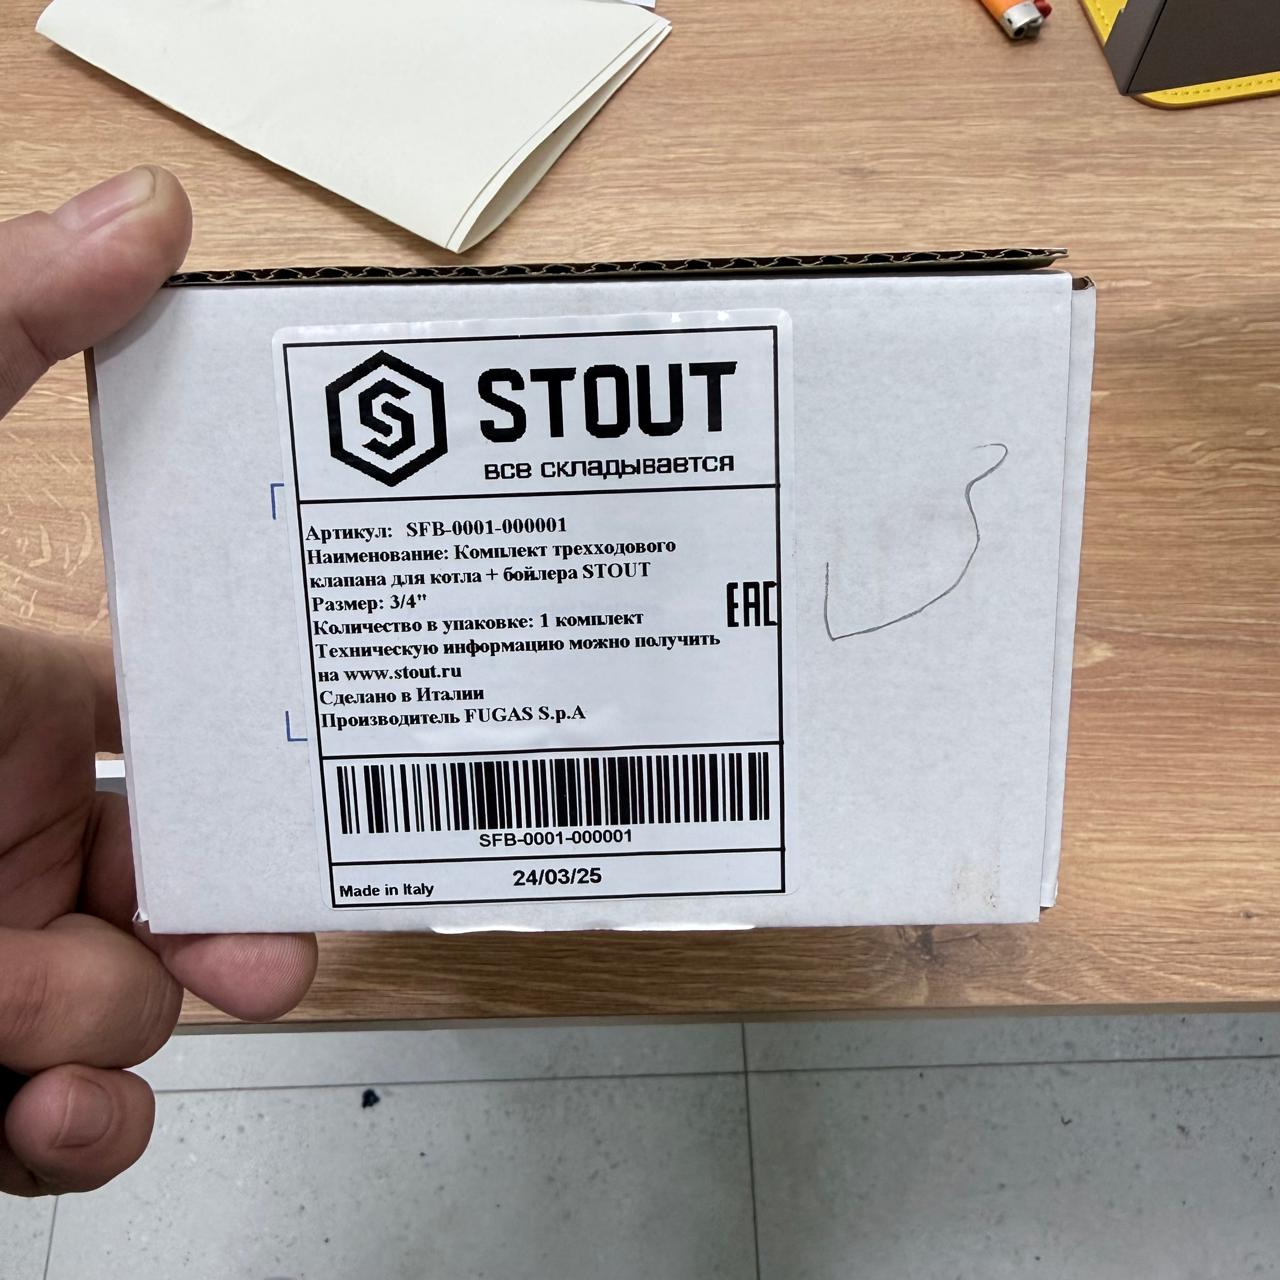 STOUT
все складывается
Артикул: SFB-0001-000001
Наименование: Комплект трехходового
клапана для котла + бойлера STOUT
Размер: 3/4"
EAC
Количество в упаковке: 1 комплект
Техническую информацию можно получить
на www.stout.ru
Сделано в Италии
Производитель FUGAS S.p.A
SFB-0001-000001
Made in Italy
24/03/25